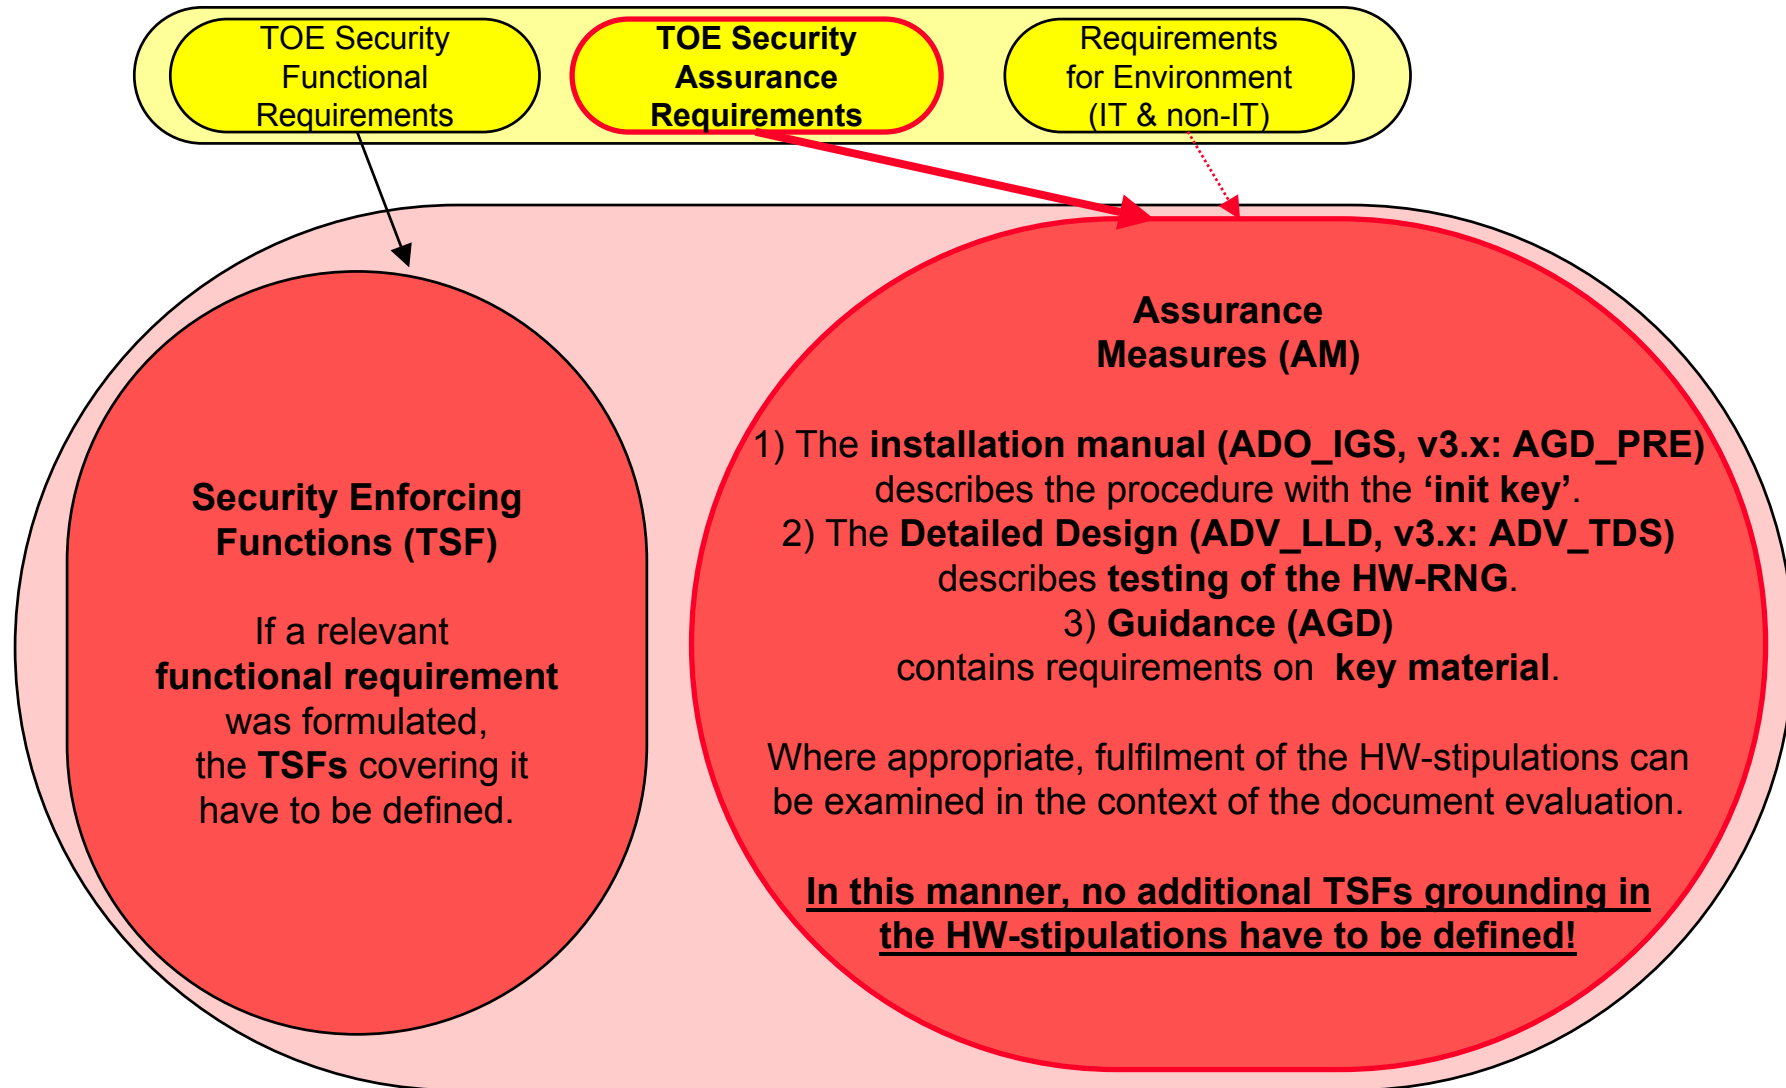 TOE Security
Functional
Requirements
TOE Security
Assurance
Requirements
Requirements
for Environment
(IT & non-IT)
Security Enforcing
Functions (TSF)
If a relevant
functional requirement
was formulated,
the TSFs covering it
have to be defined.
Assurance
Measures (AM)
1) The installation manual (ADO_IGS, v3.x: AGD_PRE)
describes the procedure with the ‘init key’.
2) The Detailed Design (ADV_LLD, v3.x: ADV_TDS)
describes testing of the HW-RNG.
3) Guidance (AGD)
contains requirements on key material.
Where appropriate, fulfilment of the HW-stipulations can
be examined in the context of the document evaluation.
In this manner, no additional TSFs grounding in
the HW-stipulations have to be defined!